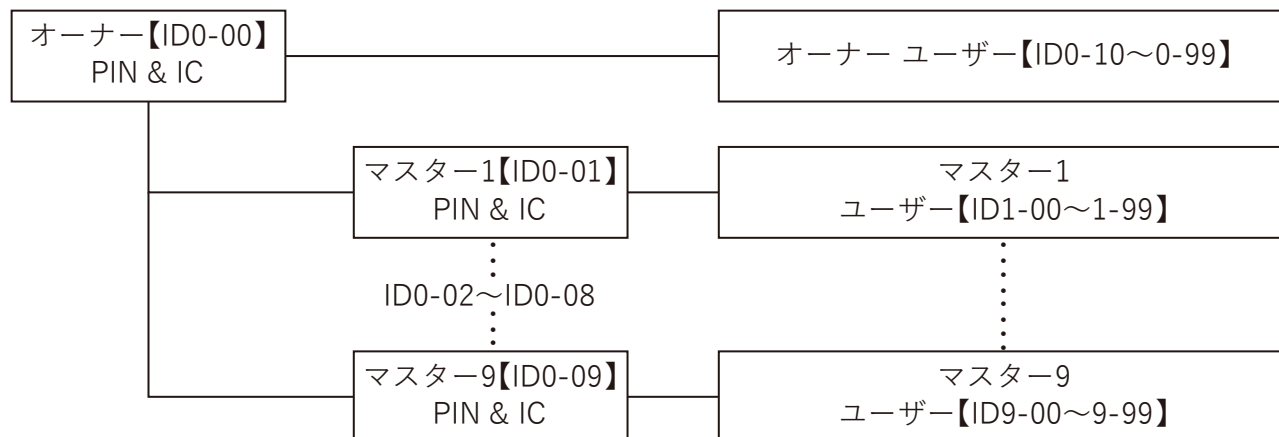 オーナー【ID0-00】
PIN & IC
オーナー ユーザー【ID0-10～0-99】
マスター1【ID0-01】
PIN & IC
マスター1
ユーザー【ID1-00～1-99】
ID0-02～ID0-08
マスター9【ID0-09】
PIN & IC
マスター9
ユーザー【ID9-00～9-99】